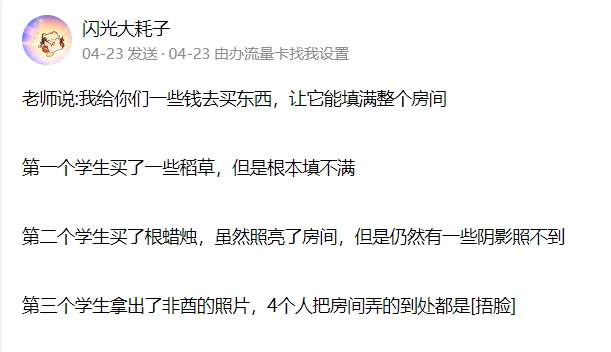 闪光大耗子
04-23 发送 · 04-23 由办流量卡找我设置
老师说:我给你们一些钱去买东西，让它能填满整个房间
第一个学生买了一些稻草，但是根本填不满
第二个学生买了根蜡烛，虽然照亮了房间，但是仍然有一些阴影照不到
第三个学生拿出了非酋的照片，4个人把房间弄的到处都是[捂脸]